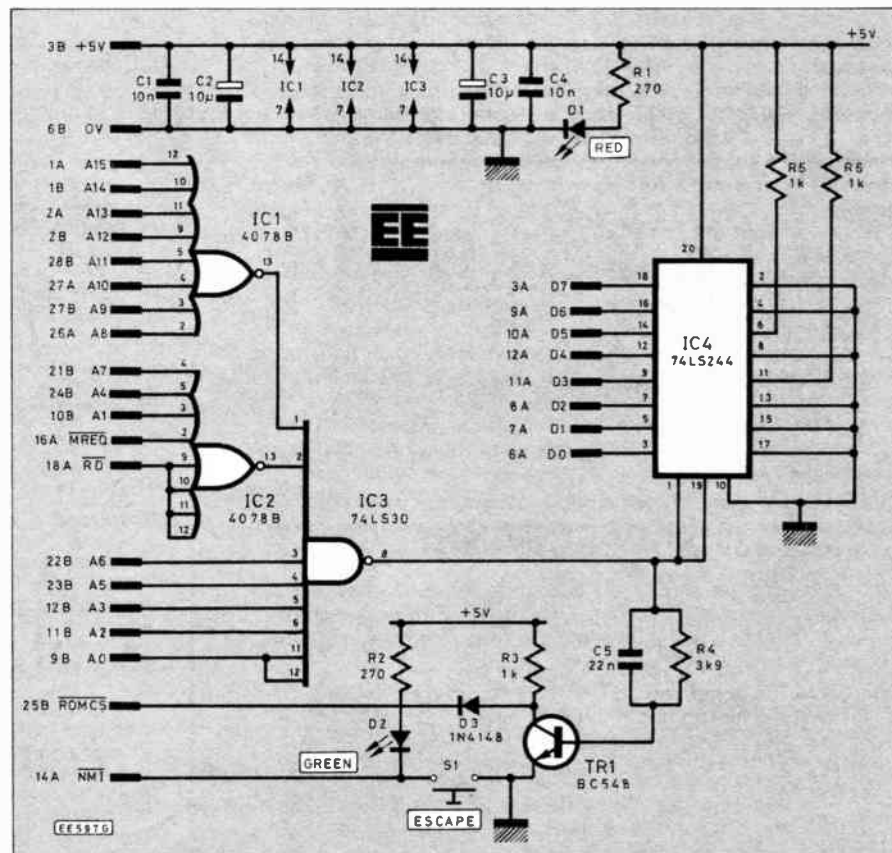 3B +5V
+5V
C1 10n
C2 10µ
14 IC1 7
14 IC2 7
14 IC3 7
C3 10µ
C4 10n
R1 270
D1
RED
6B 0V
1A A15 12
1B A14 10
2A A13 11
2B A12 9
28B A11 5
27A A10 4
27B A9 3
26A A8 2
IC1
4078B
13
EE
R5 1k
R6 1k
20
3A D7 18
9A D6 16
10A D5 14
12A D4 12
11A D3 9
8A D2 7
7A D1 5
6A D0 3
IC4
74LS244
2
4
6
8
11
13
15
17
1 19 10
21B A7 4
24B A4 5
10B A1 3
16A MREQ 2
18A RD 9
10
11
12
13
IC2
4078B
1
2
IC3
74LS30
8
22B A6 3
23B A5 4
12B A3 5
11B A2 6
9B A0 11
12
+5V
R2 270
R3 1k
C5 22n
R4 3k9
25B ROMCS
D3
1N4148
D2
GREEN
S1
TR1
BC548
14A NMI
ESCAPE
EE597G